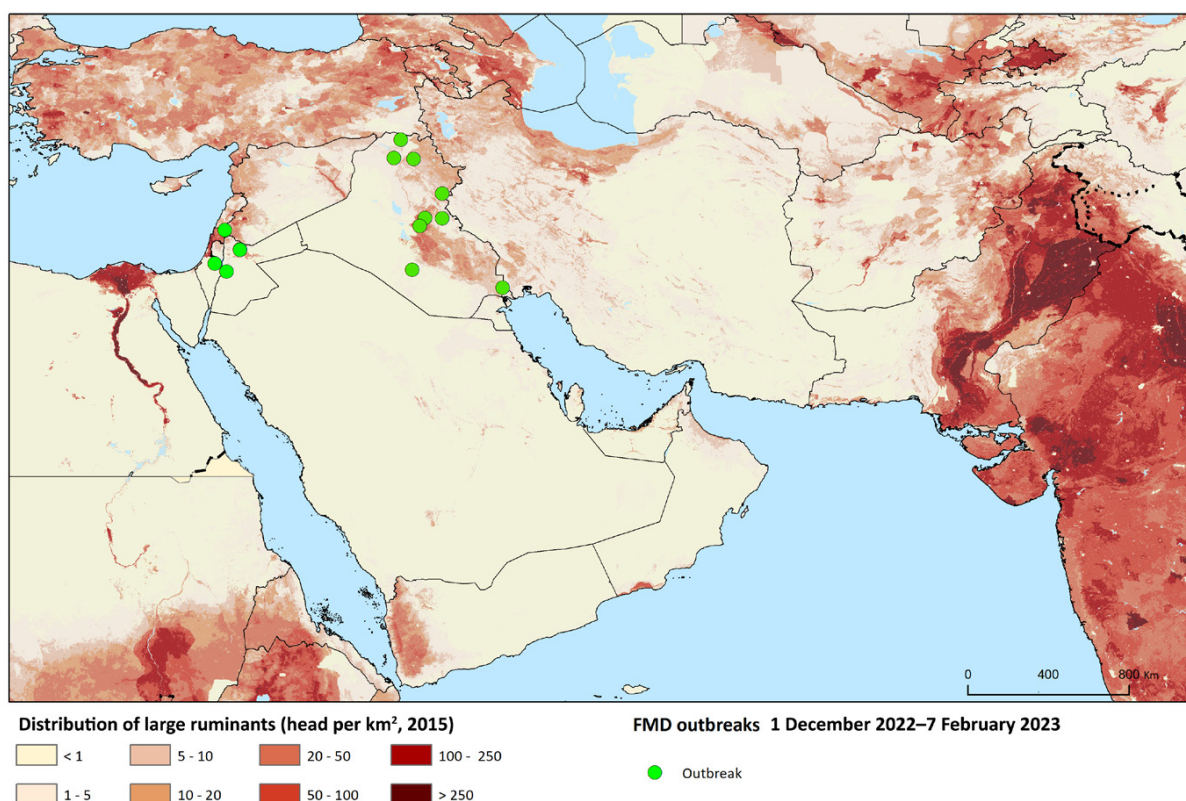 0 400 800 Km
Distribution of large ruminants (head per km², 2015)
< 1
5 - 10
20 - 50
100 - 250
1 - 5
10 - 20
50 - 100
> 250
FMD outbreaks 1 December 2022–7 February 2023
Outbreak